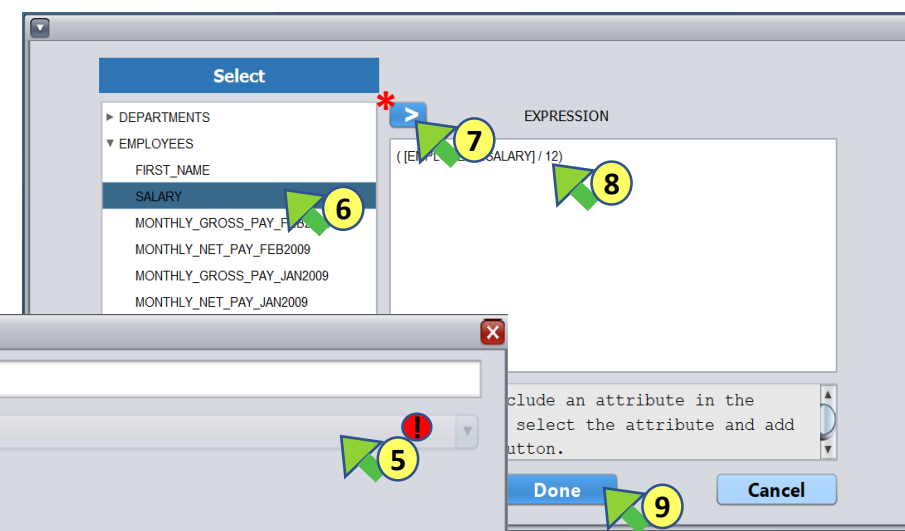 Select
*
>
7
EXPRESSION
DEPARTMENTS
EMPLOYEES
FIRST_NAME
SALARY
6
MONTHLY_GROSS_PAY_
MONTHLY_NET_PAY_FEB2009
MONTHLY_GROSS_PAY_JAN2009
MONTHLY_NET_PAY_JAN2009
SALARY] / 12)
8
clude an attribute in the
select the attribute and add
utton.
!
5
Done
9
Cancel